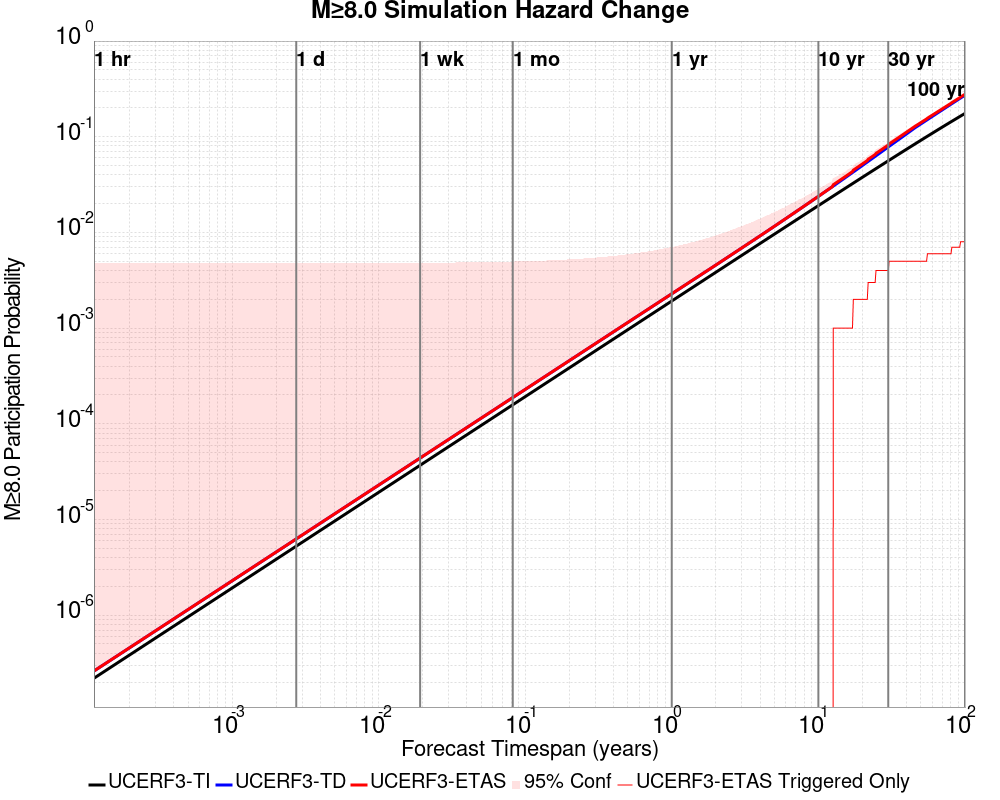 M≥8.0 Simulation Hazard Change
1 hr 1 d 1 wk 1 mo 1 yr 10 yr 30 yr
100 yr
M≥8.0 Participation Probability
10^0
10^-1
10^-2
10^-3
10^-4
10^-5
10^-6
10^-3 10^-2 10^-1 10^0 10^1 10^2
Forecast Timespan (years)
UCERF3-TI UCERF3-TD UCERF3-ETAS 95% Conf UCERF3-ETAS Triggered Only